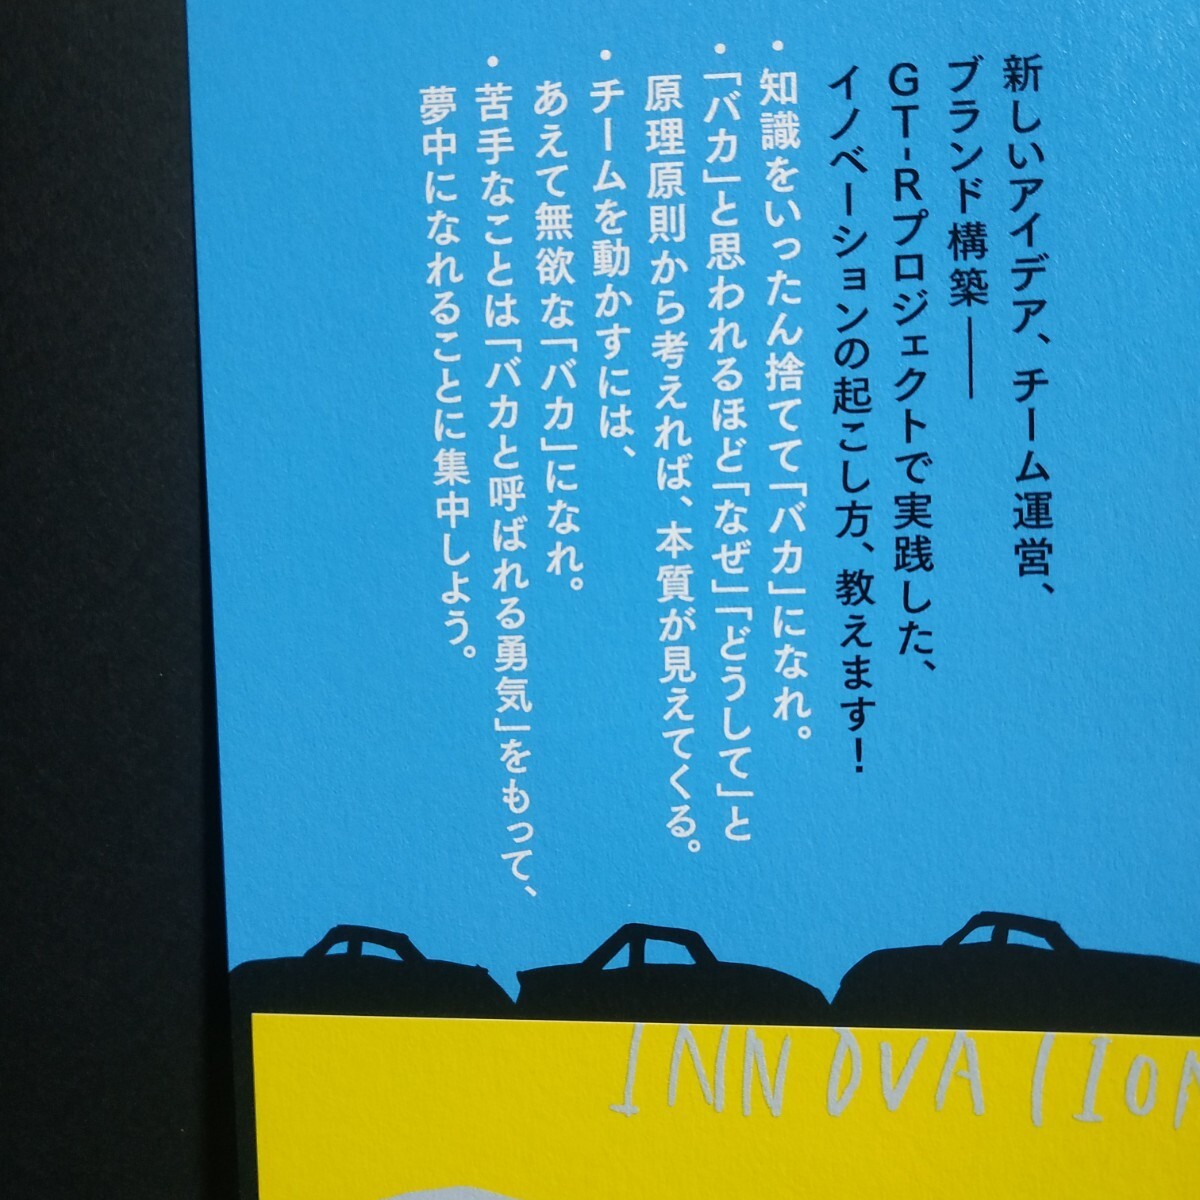 新しいアイデア、チーム運営、
ブランド構築――
GT-Rプロジェクトで実践した、
イノベーションの起こし方、教えます!
・知識をいったん捨てて「バカ」になれ。
・「バカ」と思われるほど「なぜ」「どうして」と
原理原則から考えれば、本質が見えてくる。
・チームを動かすには、
あえて無欲な「バカ」になれ。
・苦手なことは「バカと呼ばれる勇気」をもって、
夢中になれることに集中しよう。
INNOVATION